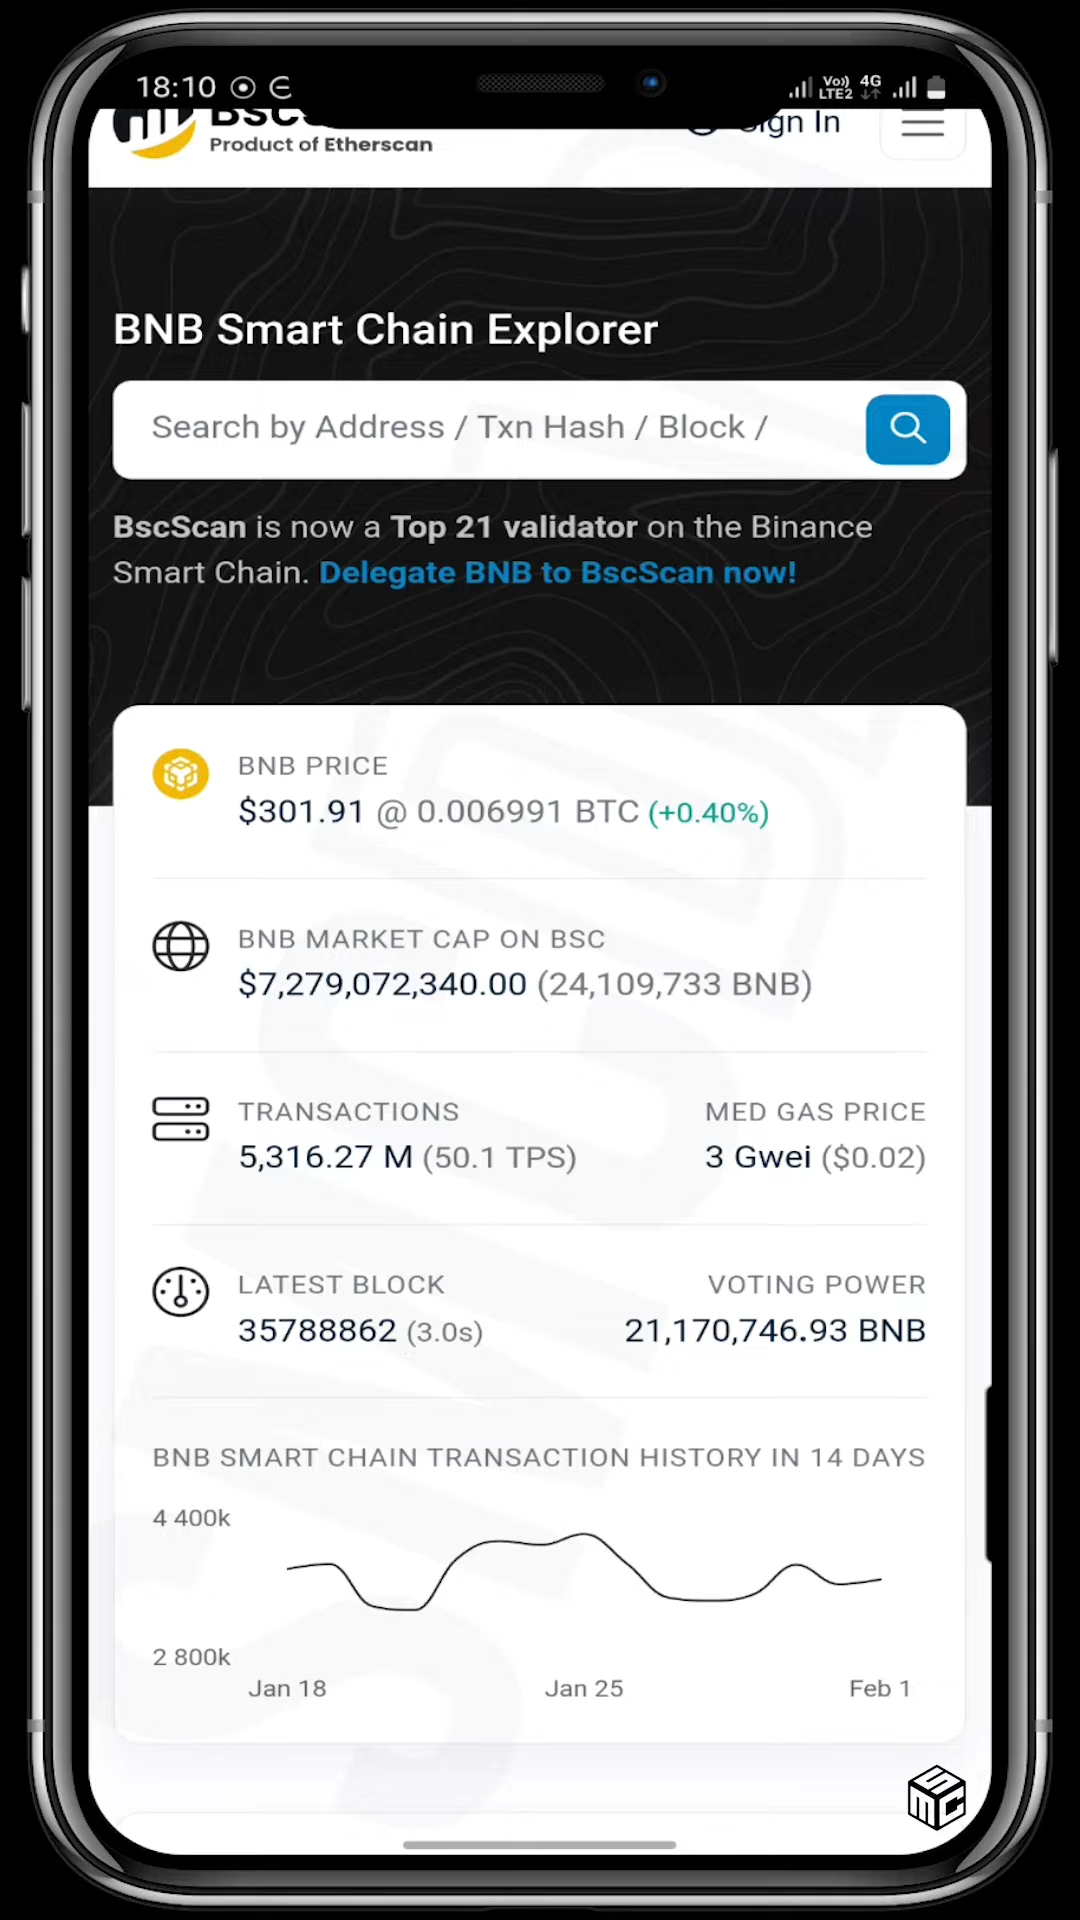 18:10
Vo)) 4G
LTE2
Product of Etherscan
Sign In
BNB Smart Chain Explorer
Search by Address / Txn Hash / Block /
BscScan is now a Top 21 validator on the Binance
Smart Chain. Delegate BNB to BscScan now!
BNB PRICE
$301.91 @ 0.006991 BTC (+0.40%)
BNB MARKET CAP ON BSC
$7,279,072,340.00 (24,109,733 BNB)
TRANSACTIONS MED GAS PRICE
5,316.27 M (50.1 TPS) 3 Gwei ($0.02)
LATEST BLOCK VOTING POWER
35788862 (3.0s) 21,170,746.93 BNB
BNB SMART CHAIN TRANSACTION HISTORY IN 14 DAYS
4 400k
2 800k
Jan 18 Jan 25 Feb 1